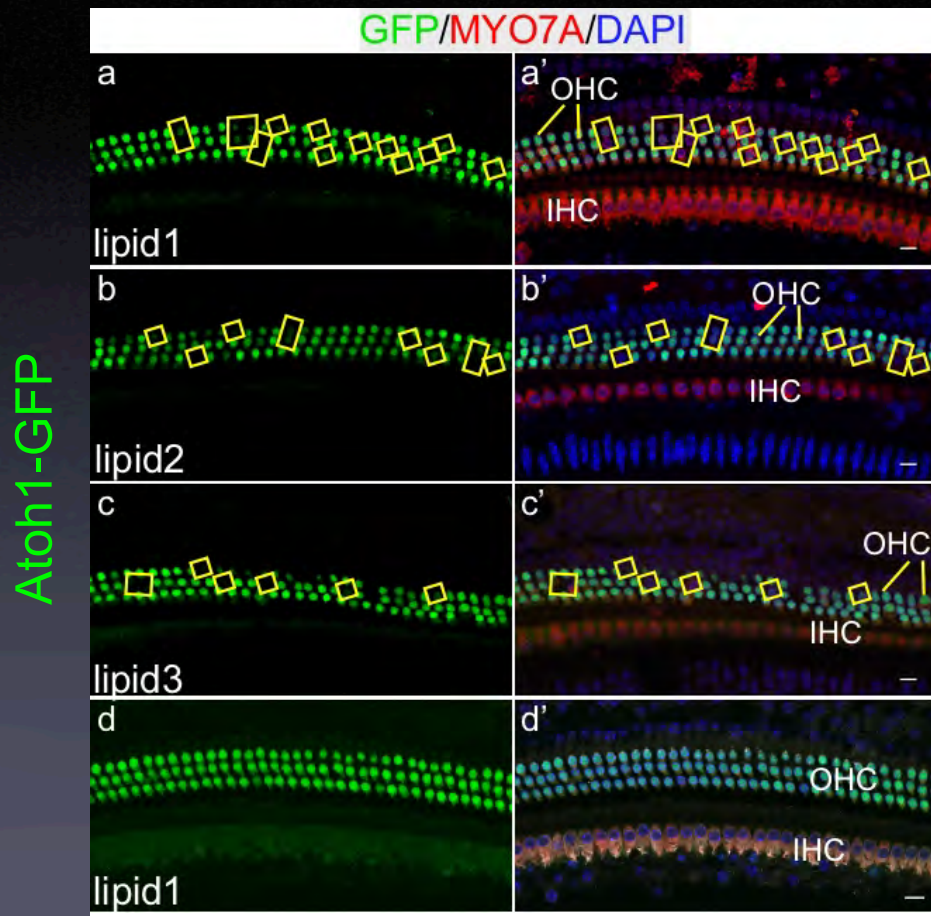 GFP/MYO7A/DAPI
Atoh1-GFP
a
lipid1
a'
OHC
IHC
b
lipid2
b'
OHC
IHC
c
lipid3
c'
OHC
IHC
d
lipid1
d'
OHC
IHC